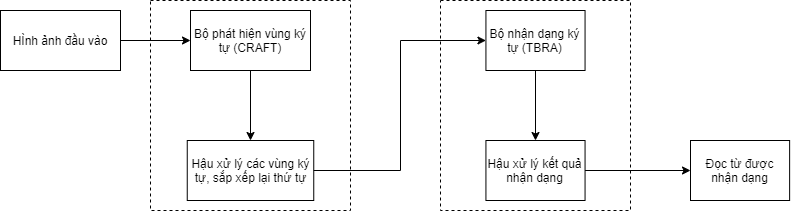 Hình ảnh đầu vào
Bộ phát hiện vùng ký
tự (CRAFT)
Hậu xử lý các vùng ký
tự, sắp xếp lại thứ tự
Bộ nhận dạng ký
tự (TBRA)
Hậu xử lý kết quả
nhận dạng
Đọc từ được
nhận dạng